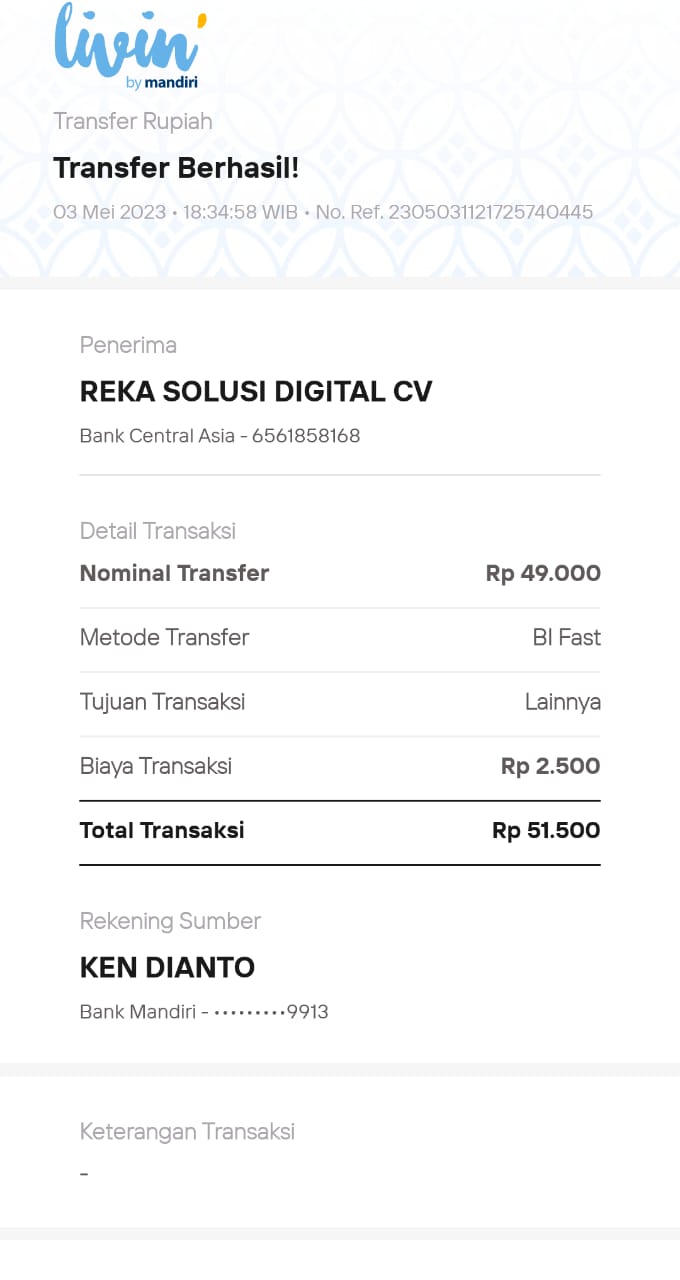 livin'
by mandiri
Transfer Rupiah
Transfer Berhasil!
03 Mei 2023 • 18:34:58 WIB • No. Ref. 2305031121725740445
Penerima
REKA SOLUSI DIGITAL CV
Bank Central Asia - 6561858168
Detail Transaksi
Nominal Transfer Rp 49.000
Metode Transfer BI Fast
Tujuan Transaksi Lainnya
Biaya Transaksi Rp 2.500
Total Transaksi Rp 51.500
Rekening Sumber
KEN DIANTO
Bank Mandiri - •••••••••9913
Keterangan Transaksi
-